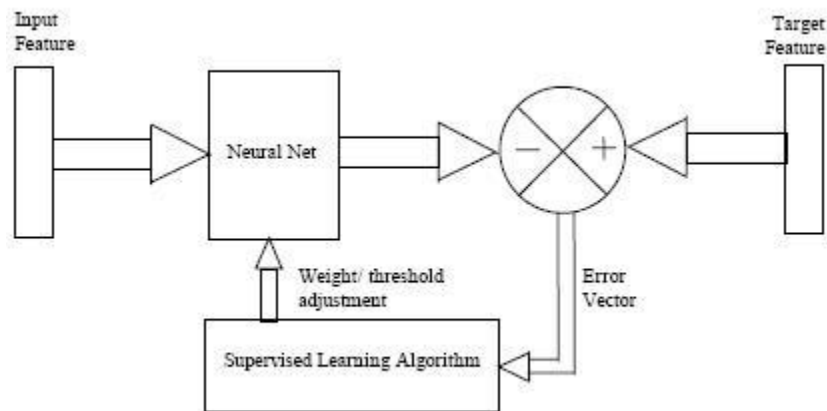 Input
Feature
Target
Feature
Neural Net
− +
Weight/ threshold
adjustment
Error
Vector
Supervised Learning Algorithm